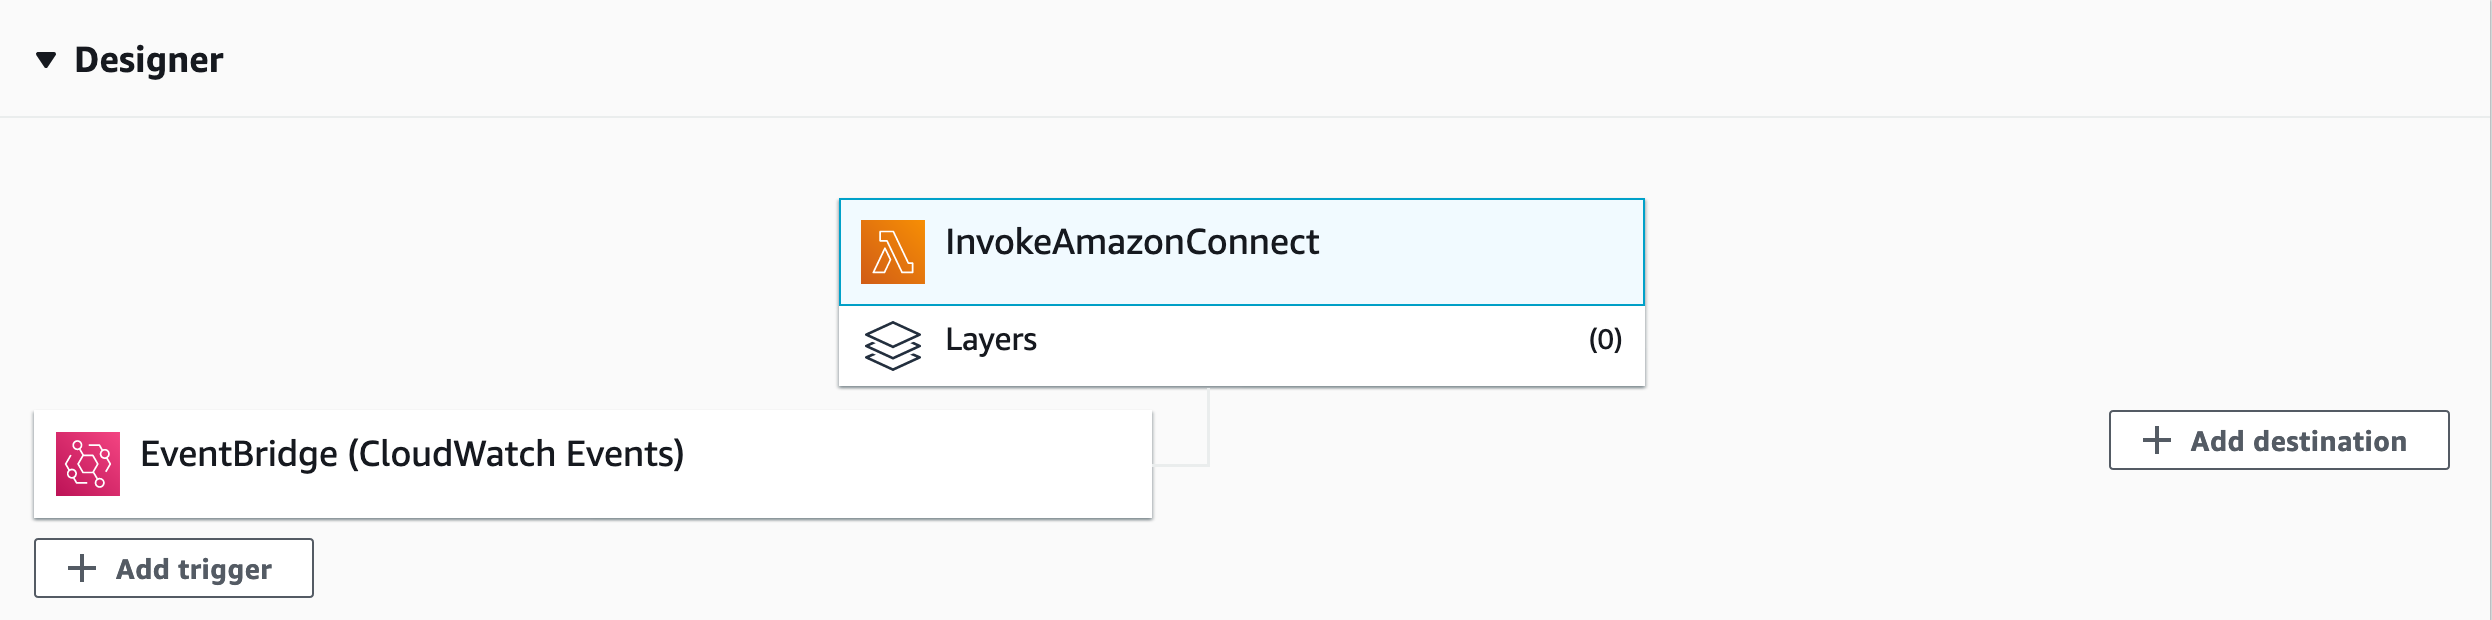 Designer
InvokeAmazonConnect
Layers (0)
EventBridge (CloudWatch Events)
Add destination
Add trigger